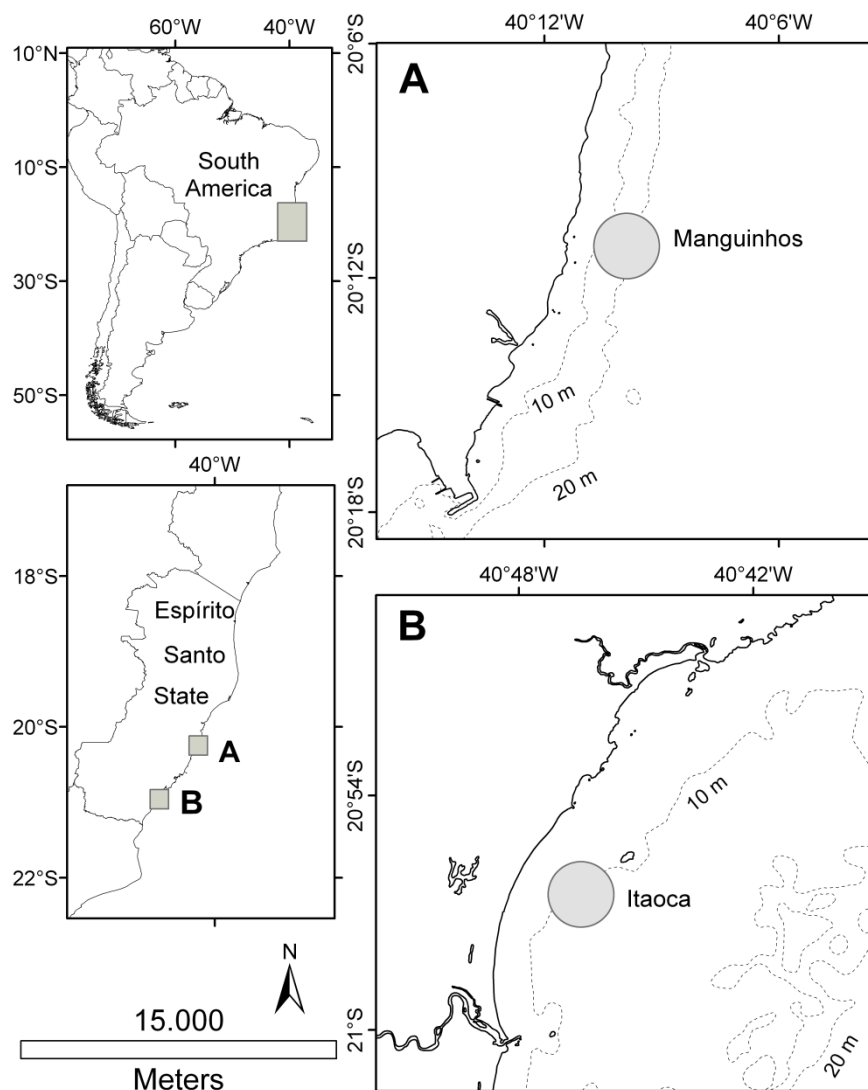 60°W 40°W
10°N
10°S
30°S
50°S
South
America
40°W
18°S
20°S
22°S
Espírito
Santo
State
A
B
N
15.000
Meters
40°12'W 40°6'W
20°6'S
20°12'S
20°18'S
A
Manguinhos
10 m
20 m
40°48'W 40°42'W
20°54'S
21°S
B
10 m
Itaoca
20 m